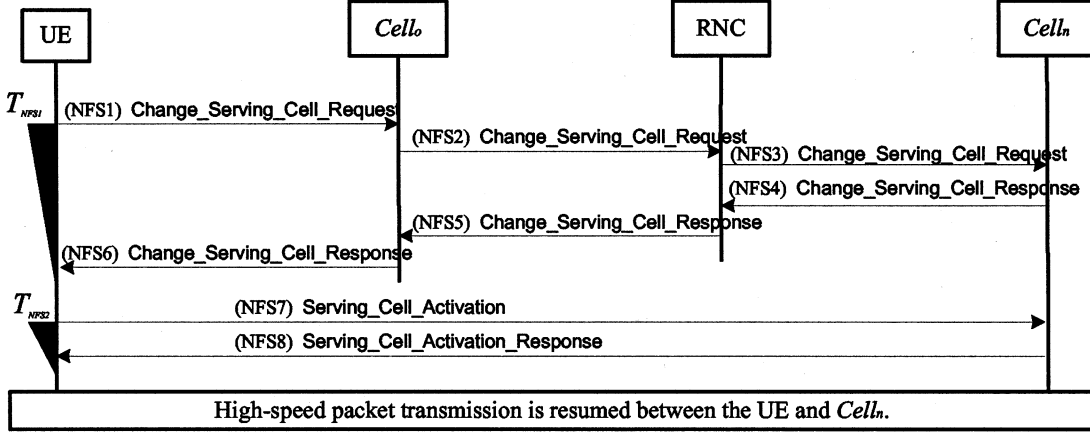 UE
Cellₒ
RNC
Cellₙ
T_NFS1
(NFS1) Change_Serving_Cell_Request
(NFS2) Change_Serving_Cell_Request
(NFS3) Change_Serving_Cell_Request
(NFS4) Change_Serving_Cell_Response
(NFS5) Change_Serving_Cell_Response
(NFS6) Change_Serving_Cell_Response
T_NFS2
(NFS7) Serving_Cell_Activation
(NFS8) Serving_Cell_Activation_Response
High-speed packet transmission is resumed between the UE and Cellₙ.